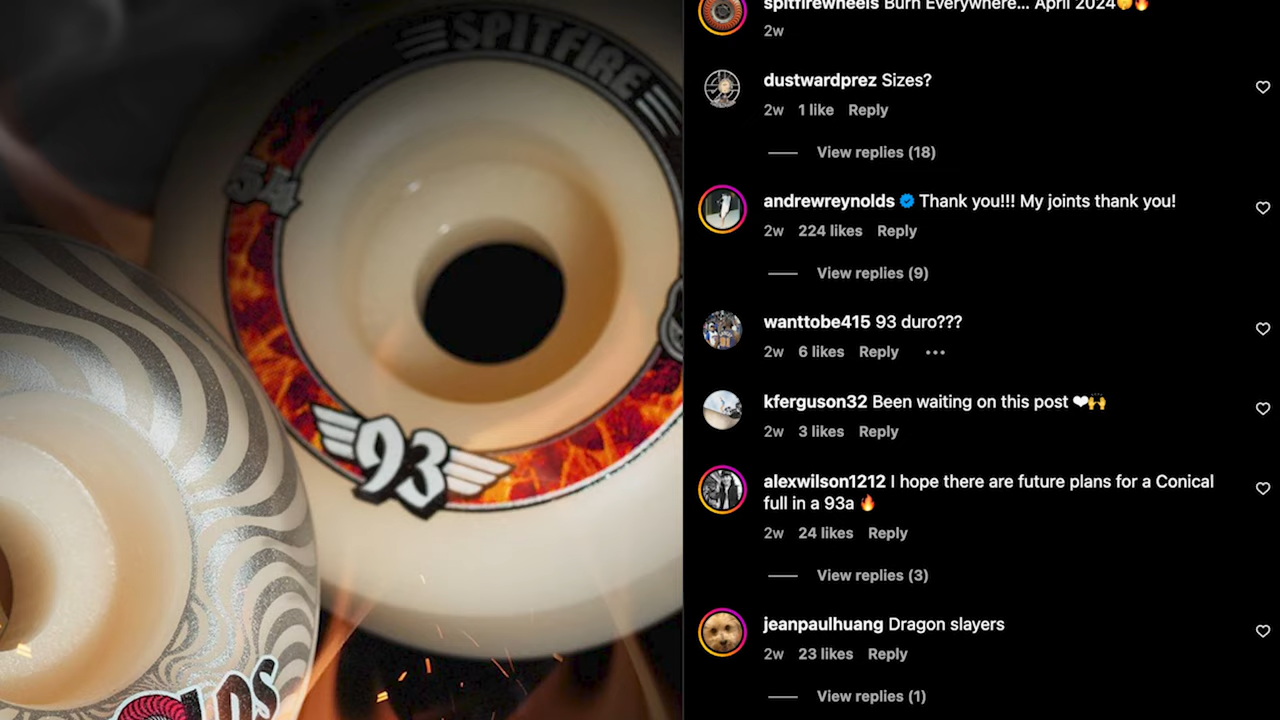 SPITFIRE
54
93
spitfirewheels Burn Everywhere... April 2024🤭🔥
2w
dustwardprez Sizes?
2w 1 like Reply
View replies (18)
andrewreynolds Thank you!!! My joints thank you!
2w 224 likes Reply
View replies (9)
wanttobe415 93 duro???
2w 6 likes Reply
kferguson32 Been waiting on this post ❤🙌
2w 3 likes Reply
alexwilson1212 I hope there are future plans for a Conical
full in a 93a 🔥
2w 24 likes Reply
View replies (3)
jeanpaulhuang Dragon slayers
2w 23 likes Reply
View replies (1)